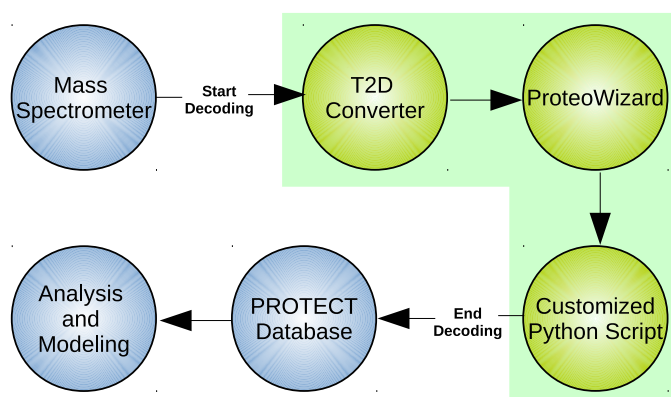 Mass
Spectrometer
Start
Decoding
T2D
Converter
ProteoWizard
Customized
Python Script
End
Decoding
PROTECT
Database
Analysis
and
Modeling